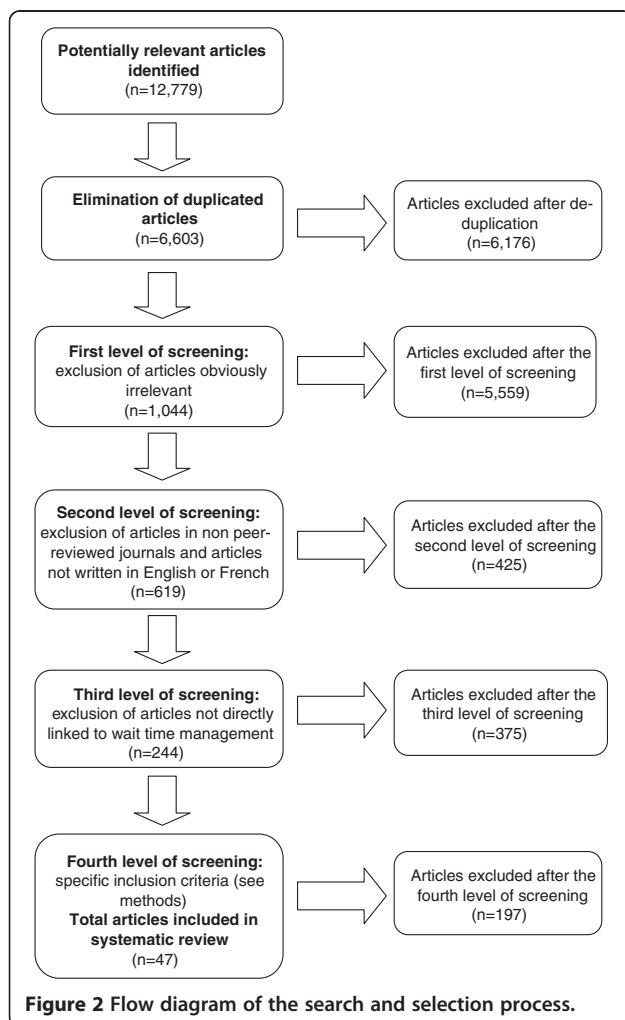 Potentially relevant articles
identified
(n=12,779)
Elimination of duplicated
articles
(n=6,603)
Articles excluded after de-
duplication
(n=6,176)
First level of screening:
exclusion of articles obviously
irrelevant
(n=1,044)
Articles excluded after the
first level of screening
(n=5,559)
Second level of screening:
exclusion of articles in non peer-
reviewed journals and articles
not written in English or French
(n=619)
Articles excluded after the
second level of screening
(n=425)
Third level of screening:
exclusion of articles not directly
linked to wait time management
(n=244)
Articles excluded after the
third level of screening
(n=375)
Fourth level of screening:
specific inclusion criteria (see
methods)
Total articles included in
systematic review
(n=47)
Articles excluded after the
fourth level of screening
(n=197)
Figure 2 Flow diagram of the search and selection process.